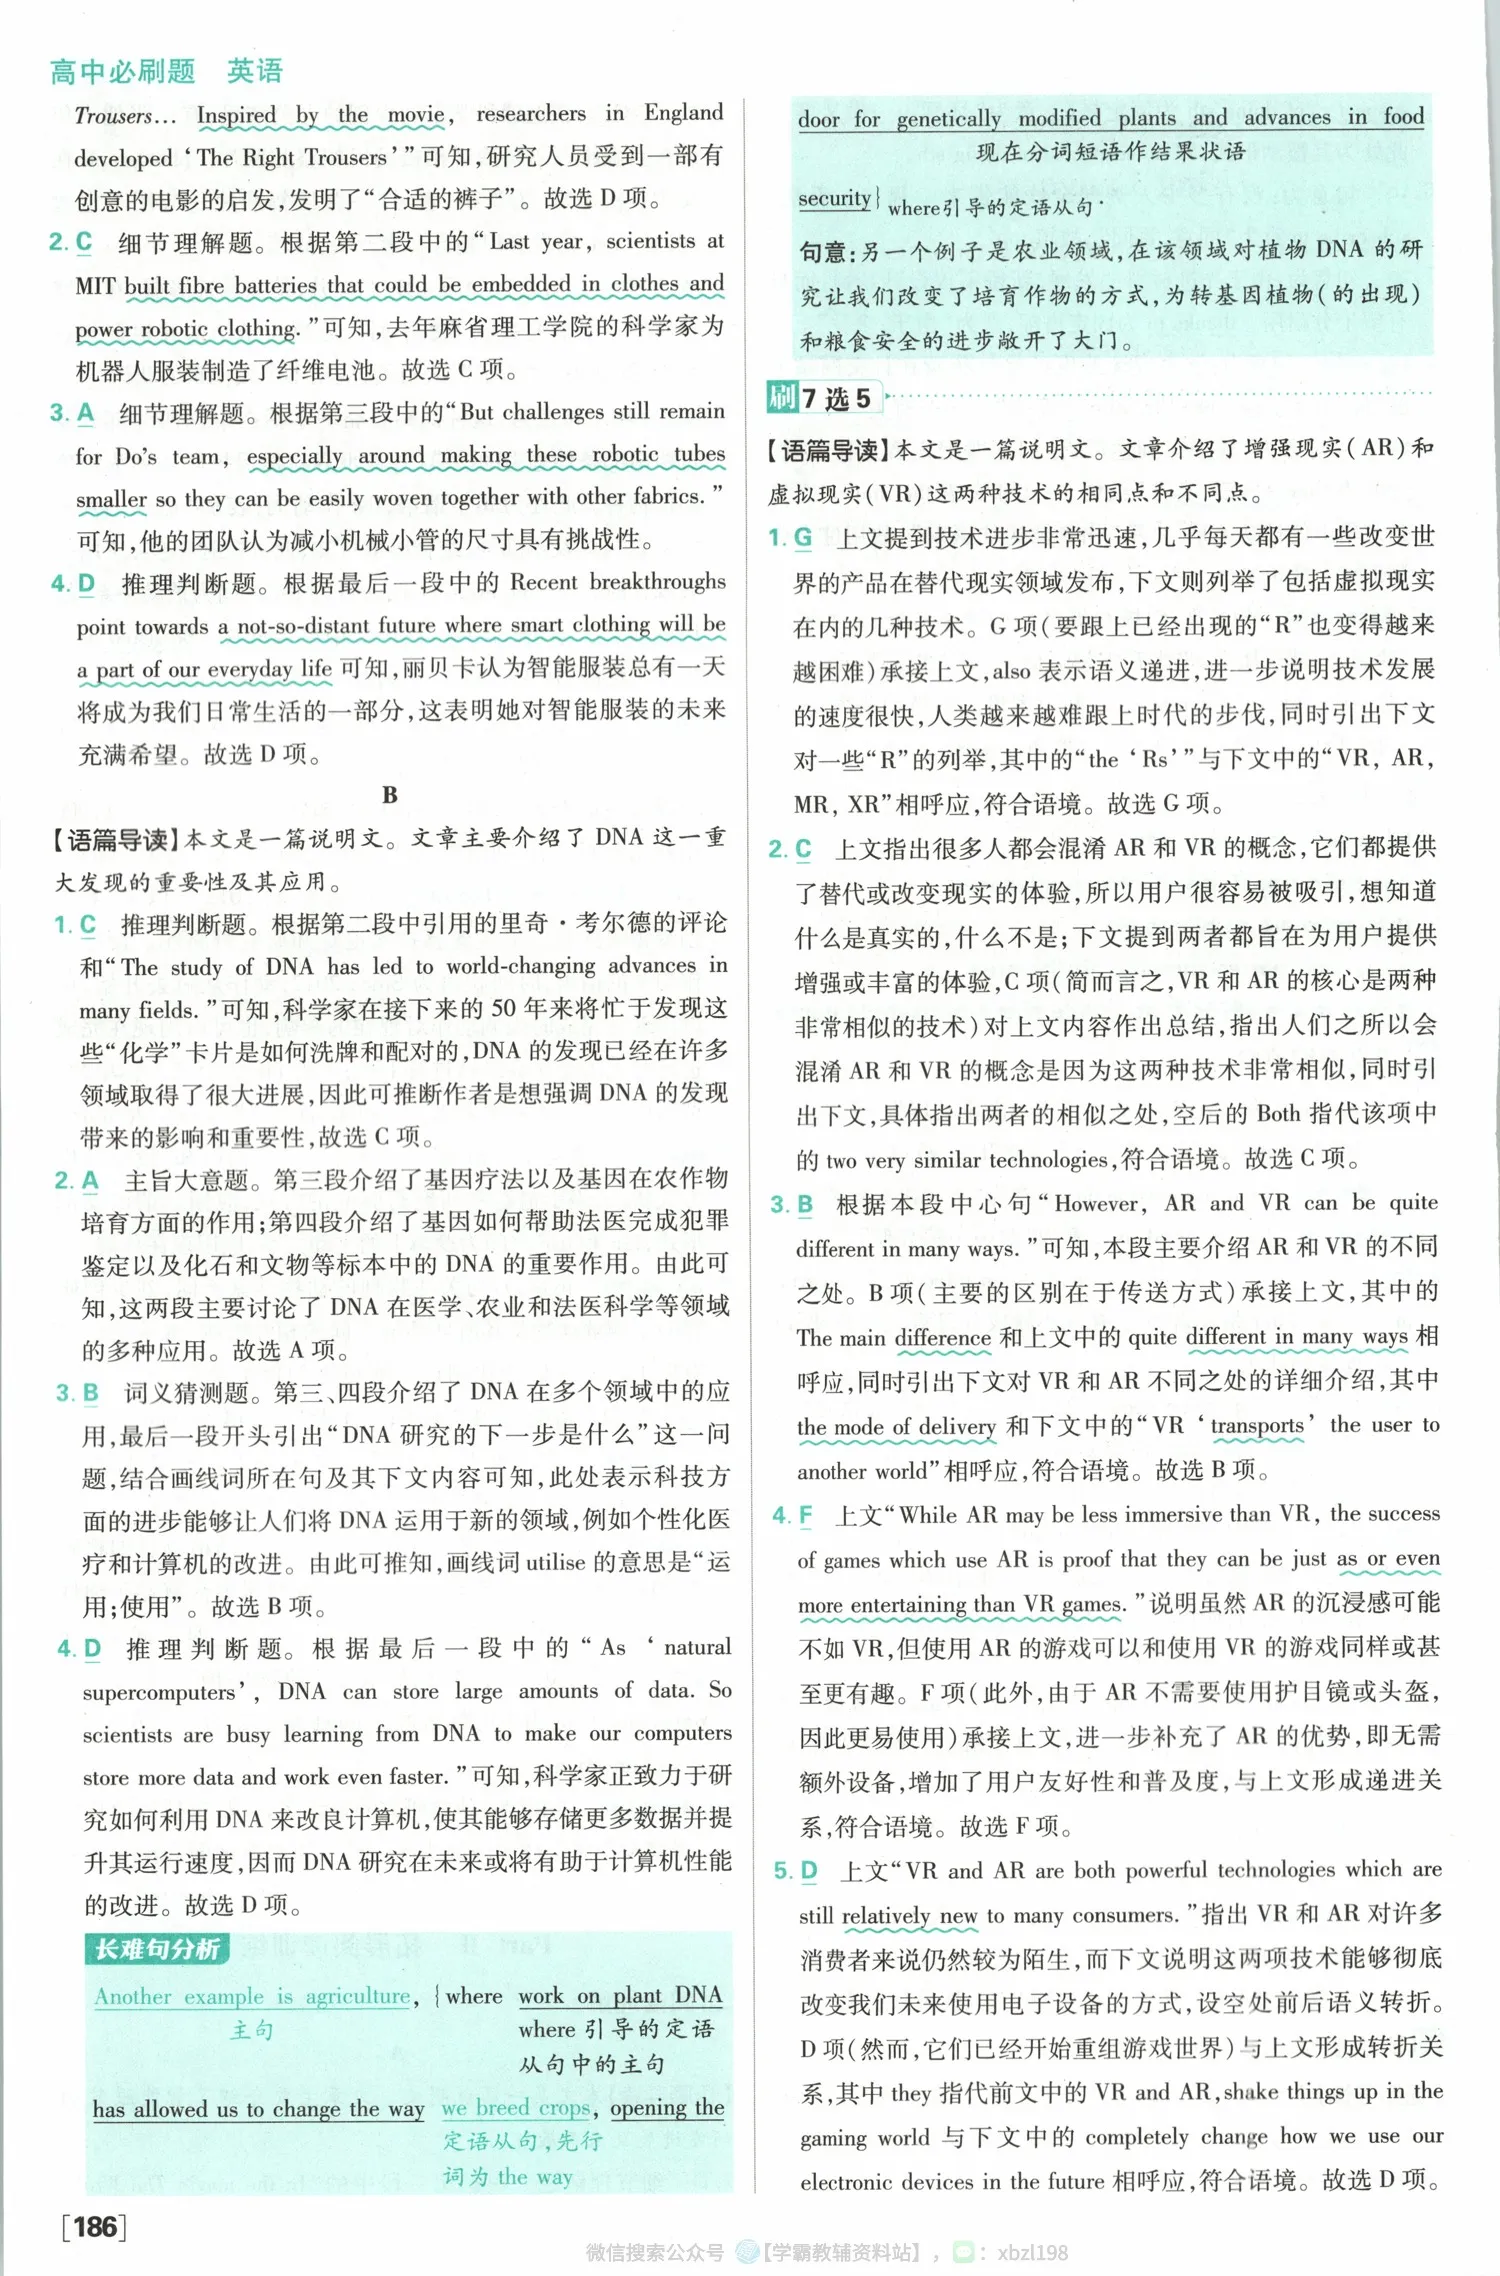 高中必刷题 英语
Trousers… Inspired by the movie, researchers in England
developed ‘The Right Trousers’”可知,研究人员受到一部有
创意的电影的启发,发明了“合适的裤子”。故选 D 项。
2. C 细节理解题。根据第二段中的“Last year, scientists at
MIT built fibre batteries that could be embedded in clothes and
power robotic clothing.”可知,去年麻省理工学院的科学家为
机器人服装制造了纤维电池。故选 C 项。
3. A 细节理解题。根据第三段中的“But challenges still remain
for Do’s team, especially around making these robotic tubes
smaller so they can be easily woven together with other fabrics.”
可知,他的团队认为减小机械小管的尺寸具有挑战性。
4. D 推理判断题。根据最后一段中的 Recent breakthroughs
point towards a not-so-distant future where smart clothing will be
a part of our everyday life 可知,丽贝卡认为智能服装总有一天
将成为我们日常生活的一部分,这表明她对智能服装的未来
充满希望。故选 D 项。
B
【语篇导读】本文是一篇说明文。文章主要介绍了 DNA 这一重
大发现的重要性及其应用。
1. C 推理判断题。根据第二段中引用的里奇·考尔德的评论
和“The study of DNA has led to world-changing advances in
many fields.”可知,科学家在接下来的 50 年来将忙于发现这
些“化学”卡片是如何洗牌和配对的,DNA 的发现已经在许多
领域取得了很大进展,因此可推断作者是想强调 DNA 的发现
带来的影响和重要性,故选 C 项。
2. A 主旨大意题。第三段介绍了基因疗法以及基因在农作物
培育方面的作用;第四段介绍了基因如何帮助法医完成犯罪
鉴定以及化石和文物等标本中的 DNA 的重要作用。由此可
知,这两段主要讨论了 DNA 在医学、农业和法医科学等领域
的多种应用。故选 A 项。
3. B 词义猜测题。第三、四段介绍了 DNA 在多个领域中的应
用,最后一段开头引出“DNA 研究的下一步是什么”这一问
题,结合画线词所在句及其下文内容可知,此处表示科技方
面的进步能够让人们将 DNA 运用于新的领域,例如个性化医
疗和计算机的改进。由此可推知,画线词 utilise 的意思是“运
用;使用”。故选 B 项。
4. D 推理判断题。根据最后一段中的“As ‘natural
supercomputers’, DNA can store large amounts of data. So
scientists are busy learning from DNA to make our computers
store more data and work even faster.”可知,科学家正致力于研
究如何利用 DNA 来改良计算机,使其能够存储更多数据并提
升其运行速度,因而 DNA 研究在未来或将有助于计算机性能
的改进。故选 D 项。
长难句分析
Another example is agriculture, {where work on plant DNA
主句 where 引导的定语
从句中的主句
has allowed us to change the way we breed crops, opening the
定语从句,先行
词为 the way
[186]
door for genetically modified plants and advances in food
现在分词短语作结果状语
security} where引导的定语从句.
句意:另一个例子是农业领域,在该领域对植物 DNA 的研
究让我们改变了培育作物的方式,为转基因植物(的出现)
和粮食安全的进步敞开了大门。
刷 7 选 5
【语篇导读】本文是一篇说明文。文章介绍了增强现实(AR)和
虚拟现实(VR)这两种技术的相同点和不同点。
1. G 上文提到技术进步非常迅速,几乎每天都有一些改变世
界的产品在替代现实领域发布,下文则列举了包括虚拟现实
在内的几种技术。G 项(要跟上已经出现的“R”也变得越来
越困难)承接上文,also 表示语义递进,进一步说明技术发展
的速度很快,人类越来越难跟上时代的步伐,同时引出下文
对一些“R”的列举,其中的“the ‘Rs’”与下文中的“VR, AR,
MR, XR”相呼应,符合语境。故选 G 项。
2. C 上文指出很多人都会混淆 AR 和 VR 的概念,它们都提供
了替代或改变现实的体验,所以用户很容易被吸引,想知道
什么是真实的,什么不是;下文提到两者都旨在为用户提供
增强或丰富的体验,C 项(简而言之,VR 和 AR 的核心是两种
非常相似的技术)对上文内容作出总结,指出人们之所以会
混淆 AR 和 VR 的概念是因为这两种技术非常相似,同时引
出下文,具体指出两者的相似之处,空后的 Both 指代该项中
的 two very similar technologies,符合语境。故选 C 项。
3. B 根据本段中心句“However, AR and VR can be quite
different in many ways.”可知,本段主要介绍 AR 和 VR 的不同
之处。B 项(主要的区别在于传送方式)承接上文,其中的
The main difference 和上文中的 quite different in many ways 相
呼应,同时引出下文对 VR 和 AR 不同之处的详细介绍,其中
the mode of delivery 和下文中的“VR ‘transports’ the user to
another world”相呼应,符合语境。故选 B 项。
4. F 上文“While AR may be less immersive than VR, the success
of games which use AR is proof that they can be just as or even
more entertaining than VR games.”说明虽然 AR 的沉浸感可能
不如 VR,但使用 AR 的游戏可以和使用 VR 的游戏同样或甚
至更有趣。F 项(此外,由于 AR 不需要使用护目镜或头盔,
因此更易使用)承接上文,进一步补充了 AR 的优势,即无需
额外设备,增加了用户友好性和普及度,与上文形成递进关
系,符合语境。故选 F 项。
5. D 上文“VR and AR are both powerful technologies which are
still relatively new to many consumers.”指出 VR 和 AR 对许多
消费者来说仍然较为陌生,而下文说明这两项技术能够彻底
改变我们未来使用电子设备的方式,设空处前后语义转折。
D 项(然而,它们已经开始重组游戏世界)与上文形成转折关
系,其中 they 指代前文中的 VR and AR,shake things up in the
gaming world 与下文中的 completely change how we use our
electronic devices in the future 相呼应,符合语境。故选 D 项。
微信搜索公众号【学霸教辅资料站】,：xbzl198